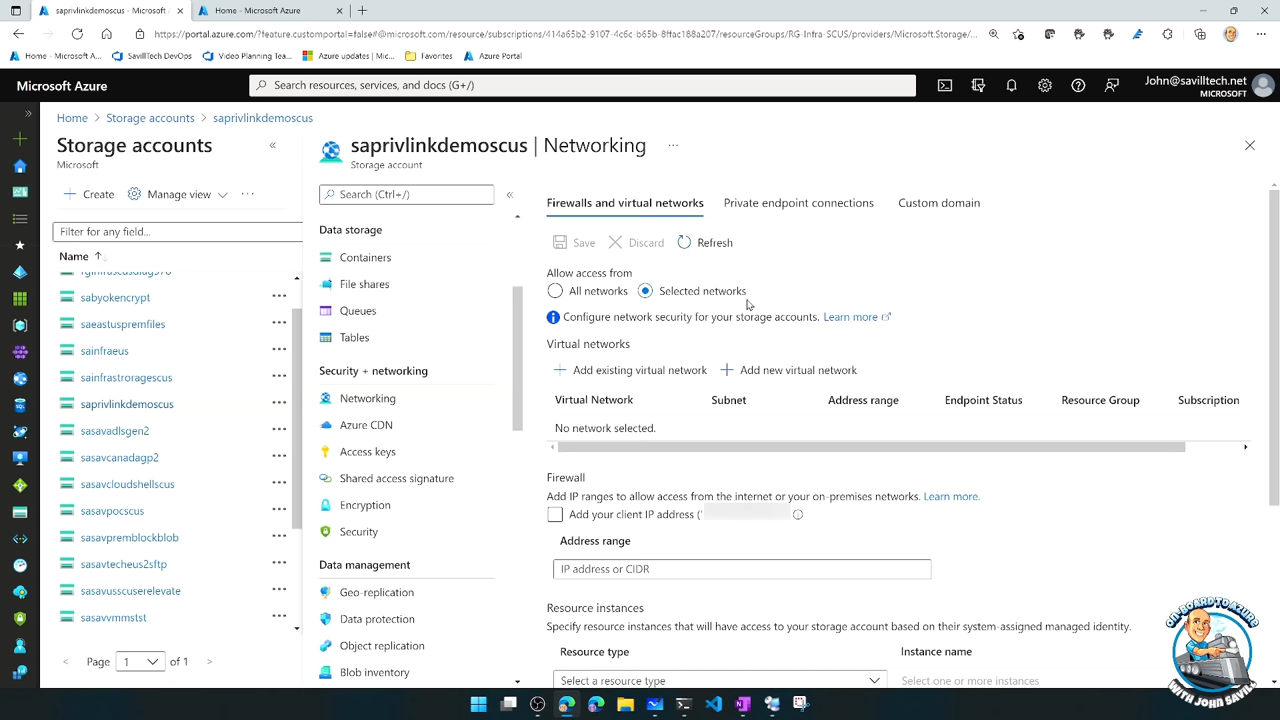 saprivlinkdemoscus - Microsoft A
Home - Microsoft Azure
https://portal.azure.com/?feature.customportal=false#@microsoft.com/resource/subscriptions/414a65b2-9107-4c6c-b65b-8ffac188a207/resourceGroups/RG-Infra-SCUS/providers/Microsoft.Storage/...
Home - Microsoft A...
SavillTech DevOps
Video Planning Tea...
Azure updates | Mic...
Favorites
Azure Portal
Microsoft Azure
Search resources, services, and docs (G+/)
John@savilltech.net
MICROSOFT
Home > Storage accounts > saprivlinkdemoscus
Storage accounts
Microsoft
Create
Manage view
Filter for any field...
Name
sabyokencrypt
saeastuspremfiles
sainfraeus
sainfrastroragescus
saprivlinkdemoscus
sasavadlsgen2
sasavcanadagp2
sasavcloudshellscus
sasavpocscus
sasavpremblockblob
sasavtecheus2sftp
sasavusscuserelevate
sasavvmmstst
Page 1 of 1
saprivlinkdemoscus | Networking
Storage account
Search (Ctrl+/)
Data storage
Containers
File shares
Queues
Tables
Security + networking
Networking
Azure CDN
Access keys
Shared access signature
Encryption
Security
Data management
Geo-replication
Data protection
Object replication
Blob inventory
Firewalls and virtual networks
Private endpoint connections
Custom domain
Save
Discard
Refresh
Allow access from
All networks
Selected networks
Configure network security for your storage accounts. Learn more
Virtual networks
Add existing virtual network
Add new virtual network
Virtual Network
Subnet
Address range
Endpoint Status
Resource Group
Subscription
No network selected.
Firewall
Add IP ranges to allow access from the internet or your on-premises networks. Learn more.
Add your client IP address ('
Address range
IP address or CIDR
Resource instances
Specify resource instances that will have access to your storage account based on their system-assigned managed identity.
Resource type
Instance name
Select a resource type
Select one or more instances
ON-BOARD TO AZURE
WITH JOHN SAVILL